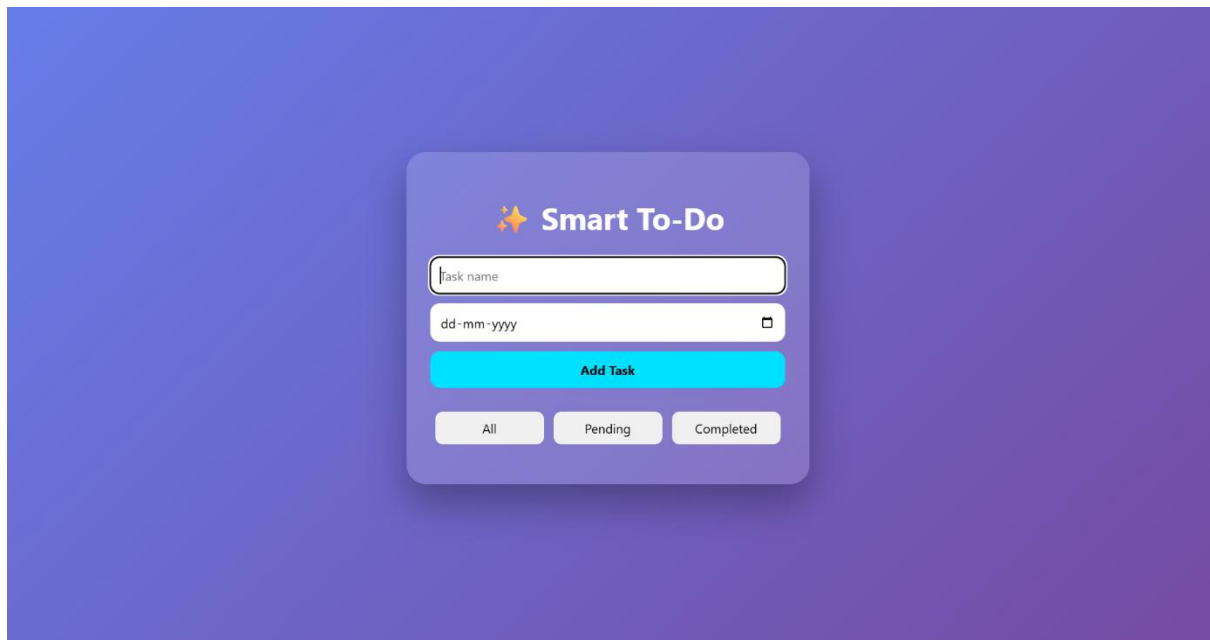 ✨ Smart To-Do
Task name
dd-mm-yyyy
Add Task
All Pending Completed